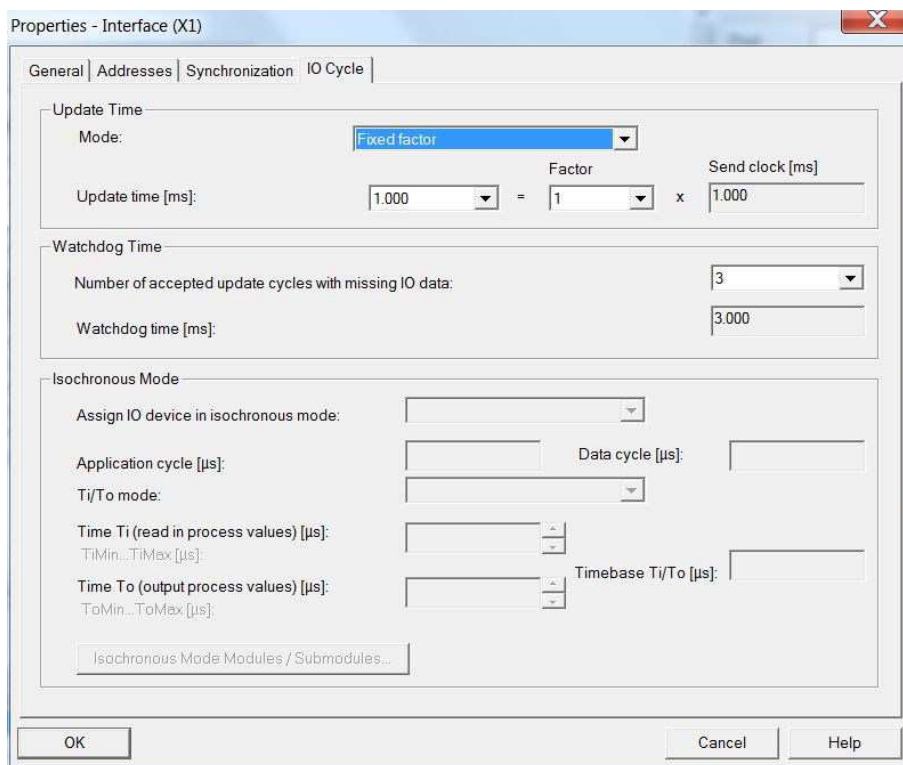 Properties - Interface (X1)
General Addresses Synchronization IO Cycle
Update Time
Mode: Fixed factor
Factor Send clock [ms]
Update time [ms]: 1.000 = 1 x 1.000
Watchdog Time
Number of accepted update cycles with missing IO data: 3
Watchdog time [ms]: 3.000
Isochronous Mode
Assign IO device in isochronous mode:
Application cycle [µs]: Data cycle [µs]:
Ti/To mode:
Time Ti (read in process values) [µs]:
TiMin...TiMax [µs]:
Timebase Ti/To [µs]:
Time To (output process values) [µs]:
ToMin...ToMax [µs]:
Isochronous Mode Modules / Submodules...
OK Cancel Help